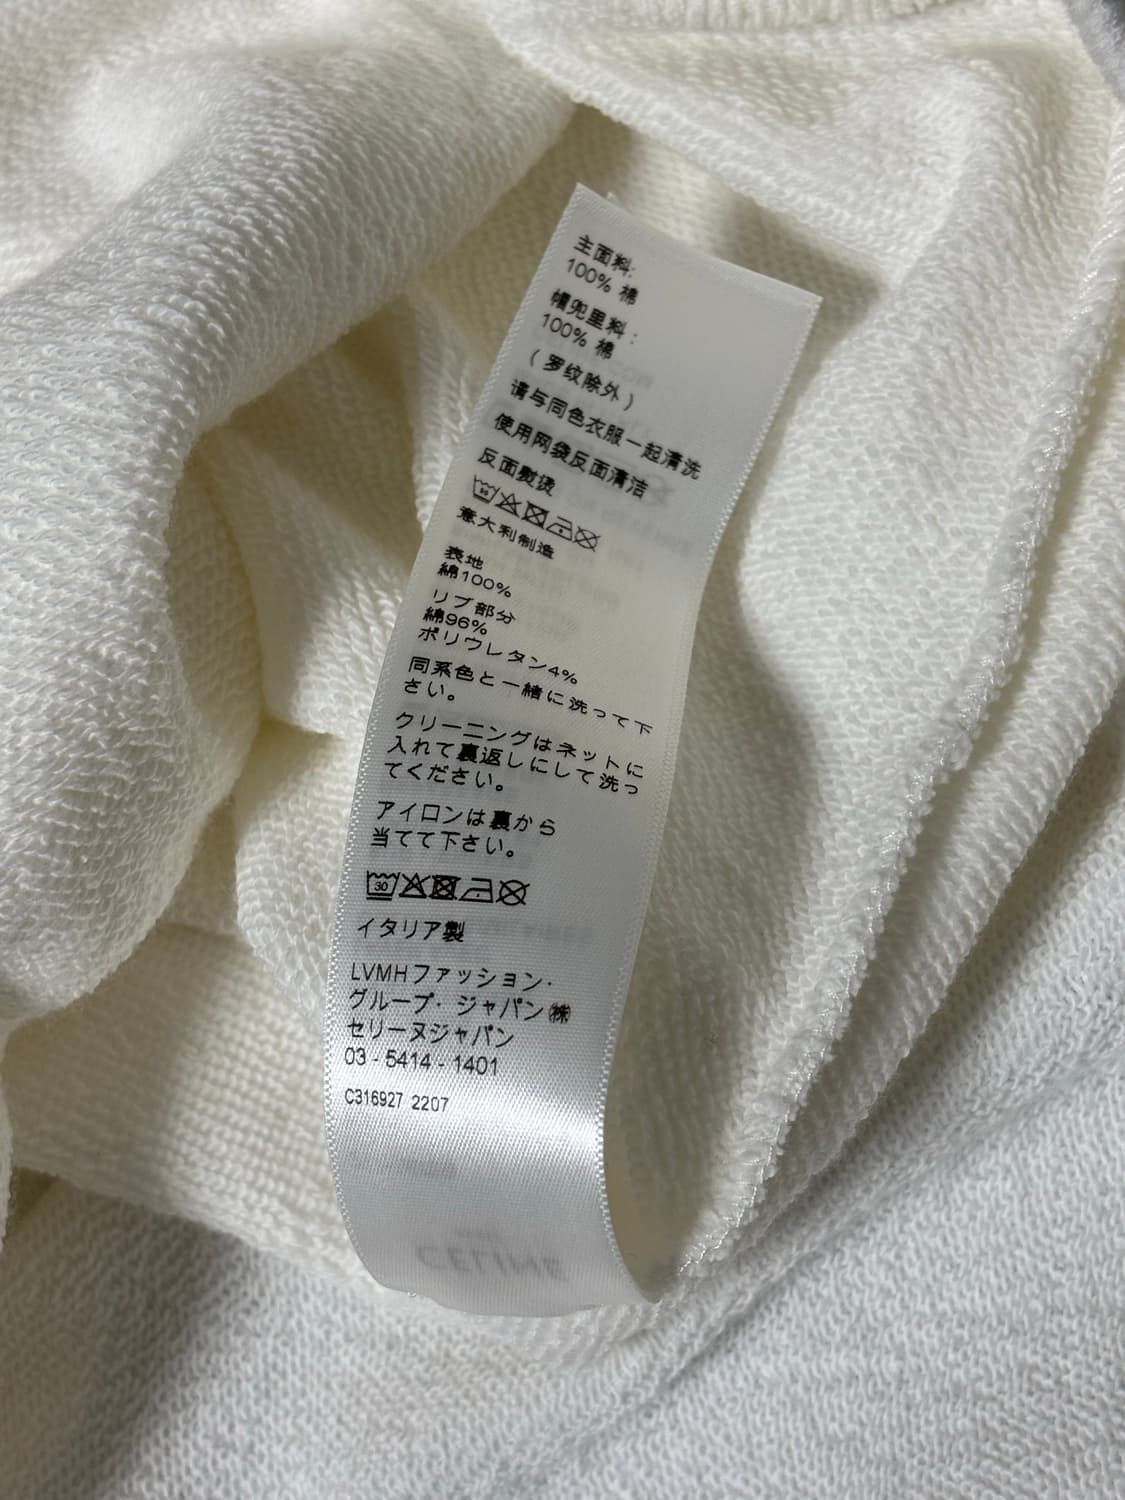 主面料:
100% 棉
帽兜里料:
100% 棉
(罗纹除外)
请与同色衣服一起清洗
使用网袋反面清洁
反面熨烫
30
意大利制造
表地
綿100%
リブ部分
綿96%
ポリウレタン4%
同系色と一緒に洗って下
さい。
クリーニングはネットに
入れて裏返しにして洗っ
てください。
アイロンは裏から
当てて下さい。
30
イタリア製
LVMHファッション·
グループ· ジャパン㈱
セリーヌジャパン
03 - 5414 - 1401
C316927 2207
CELINE